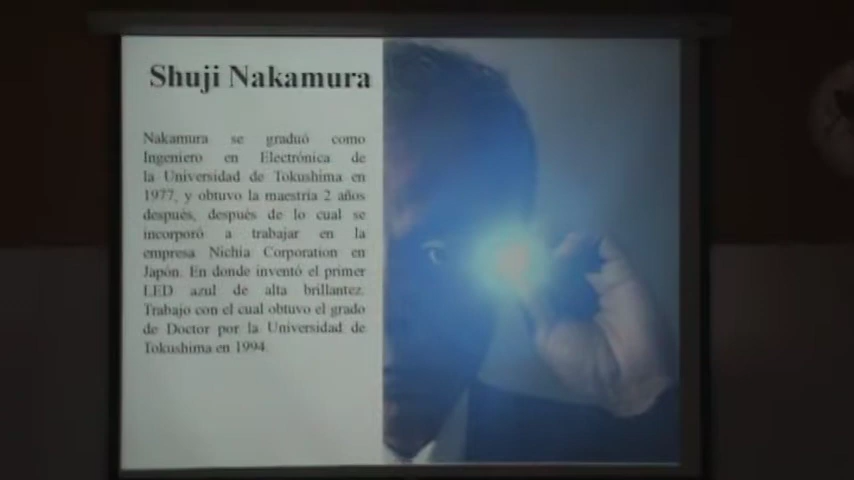 Shuji Nakamura
Nakamura se graduó como
Ingeniero en Electrónica de
la Universidad de Tokushima en
1977, y obtuvo la maestría 2 años
después, después de lo cual se
incorporó a trabajar en la
empresa Nichia Corporation en
Japón. En donde inventó el primer
LED azul de alta brillantez.
Trabajo con el cual obtuvo el grado
de Doctor por la Universidad de
Tokushima en 1994.